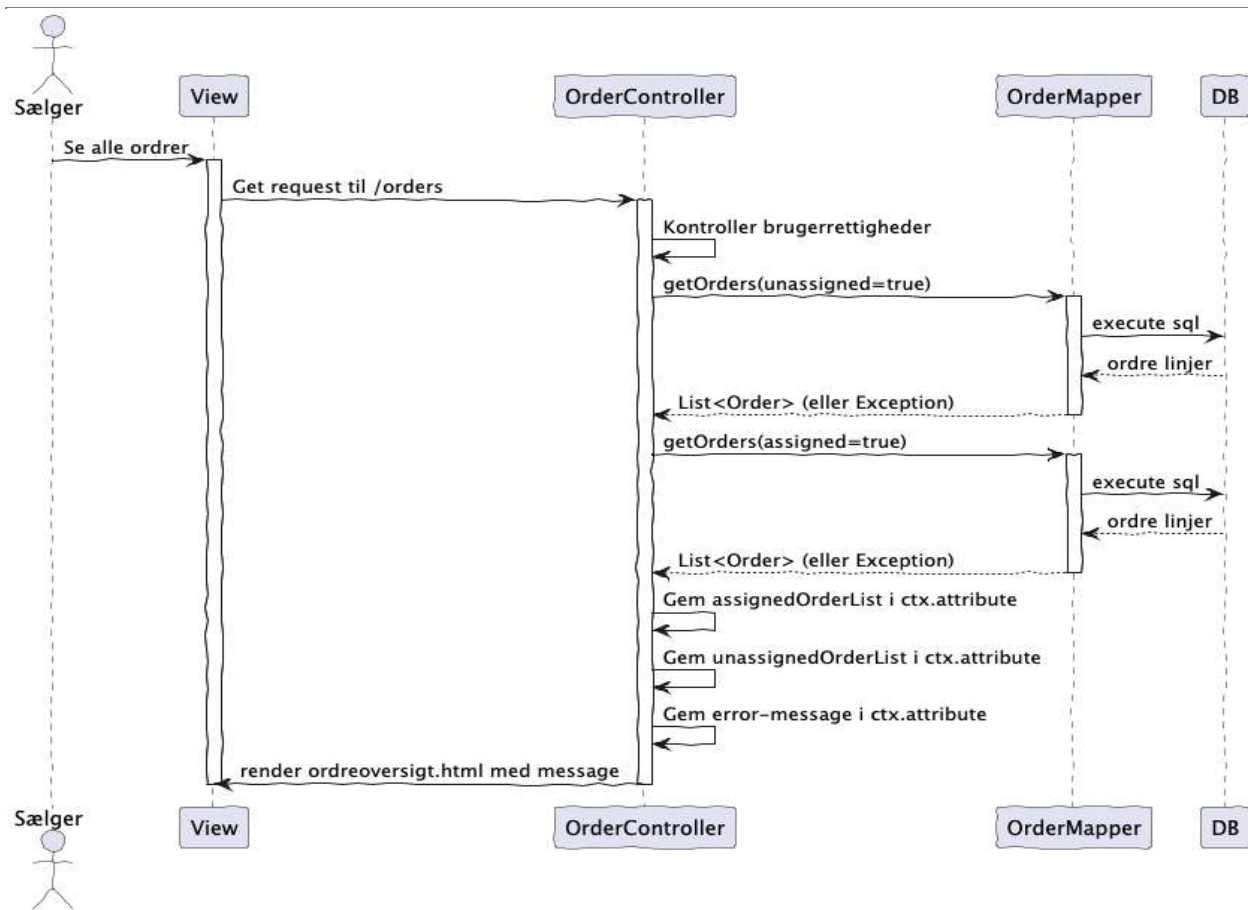 Sælger
View
OrderController
OrderMapper
DB
Se alle ordrer
Get request til /orders
Kontroller brugerrettigheder
getOrders(unassigned=true)
execute sql
ordre linjer
List<Order> (eller Exception)
getOrders(assigned=true)
execute sql
ordre linjer
List<Order> (eller Exception)
Gem assignedOrderList i ctx.attribute
Gem unassignedOrderList i ctx.attribute
Gem error-message i ctx.attribute
render ordreoversigt.html med message
Sælger
View
OrderController
OrderMapper
DB